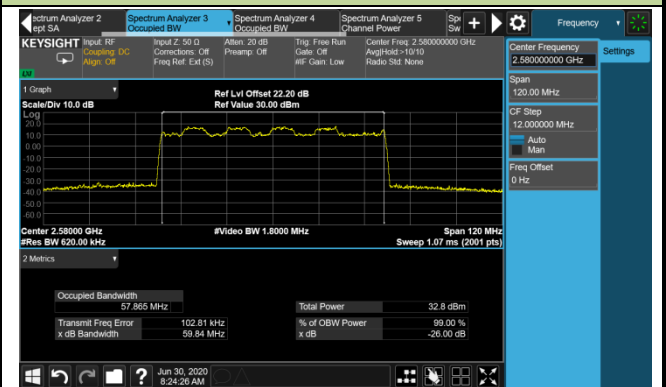 Spectrum Analyzer 2
ept SA
Spectrum Analyzer 3
Occupied BW
Spectrum Analyzer 4
Occupied BW
Spectrum Analyzer 5
Channel Power
Sp
Sw
Frequency
KEYSIGHT
Input: RF
Coupling: DC
Align: Off
Input Z: 50 Ω
Corrections: Off
Freq Ref: Ext (S)
Atten: 20 dB
Preamp: Off
Trig: Free Run
Gate: Off
#IF Gain: Low
Center Freq: 2.580000000 GHz
Avg|Hold:>10/10
Radio Std: None
Center Frequency
2.580000000 GHz
Settings
Span
120.00 MHz
CF Step
12.000000 MHz
Auto
Man
Freq Offset
0 Hz
1 Graph
Scale/Div 10.0 dB
Ref Lvl Offset 22.20 dB
Ref Value 30.00 dBm
Log
20.0
10.0
0.00
-10.0
-20.0
-30.0
-40.0
-50.0
-60.0
Center 2.58000 GHz
#Res BW 620.00 kHz
#Video BW 1.8000 MHz
Span 120 MHz
Sweep 1.07 ms (2001 pts)
2 Metrics
Occupied Bandwidth
57.865 MHz
Total Power 32.8 dBm
Transmit Freq Error 102.81 kHz
% of OBW Power 99.00 %
x dB Bandwidth 59.84 MHz
x dB -26.00 dB
?
Jun 30, 2020
8:24:26 AM